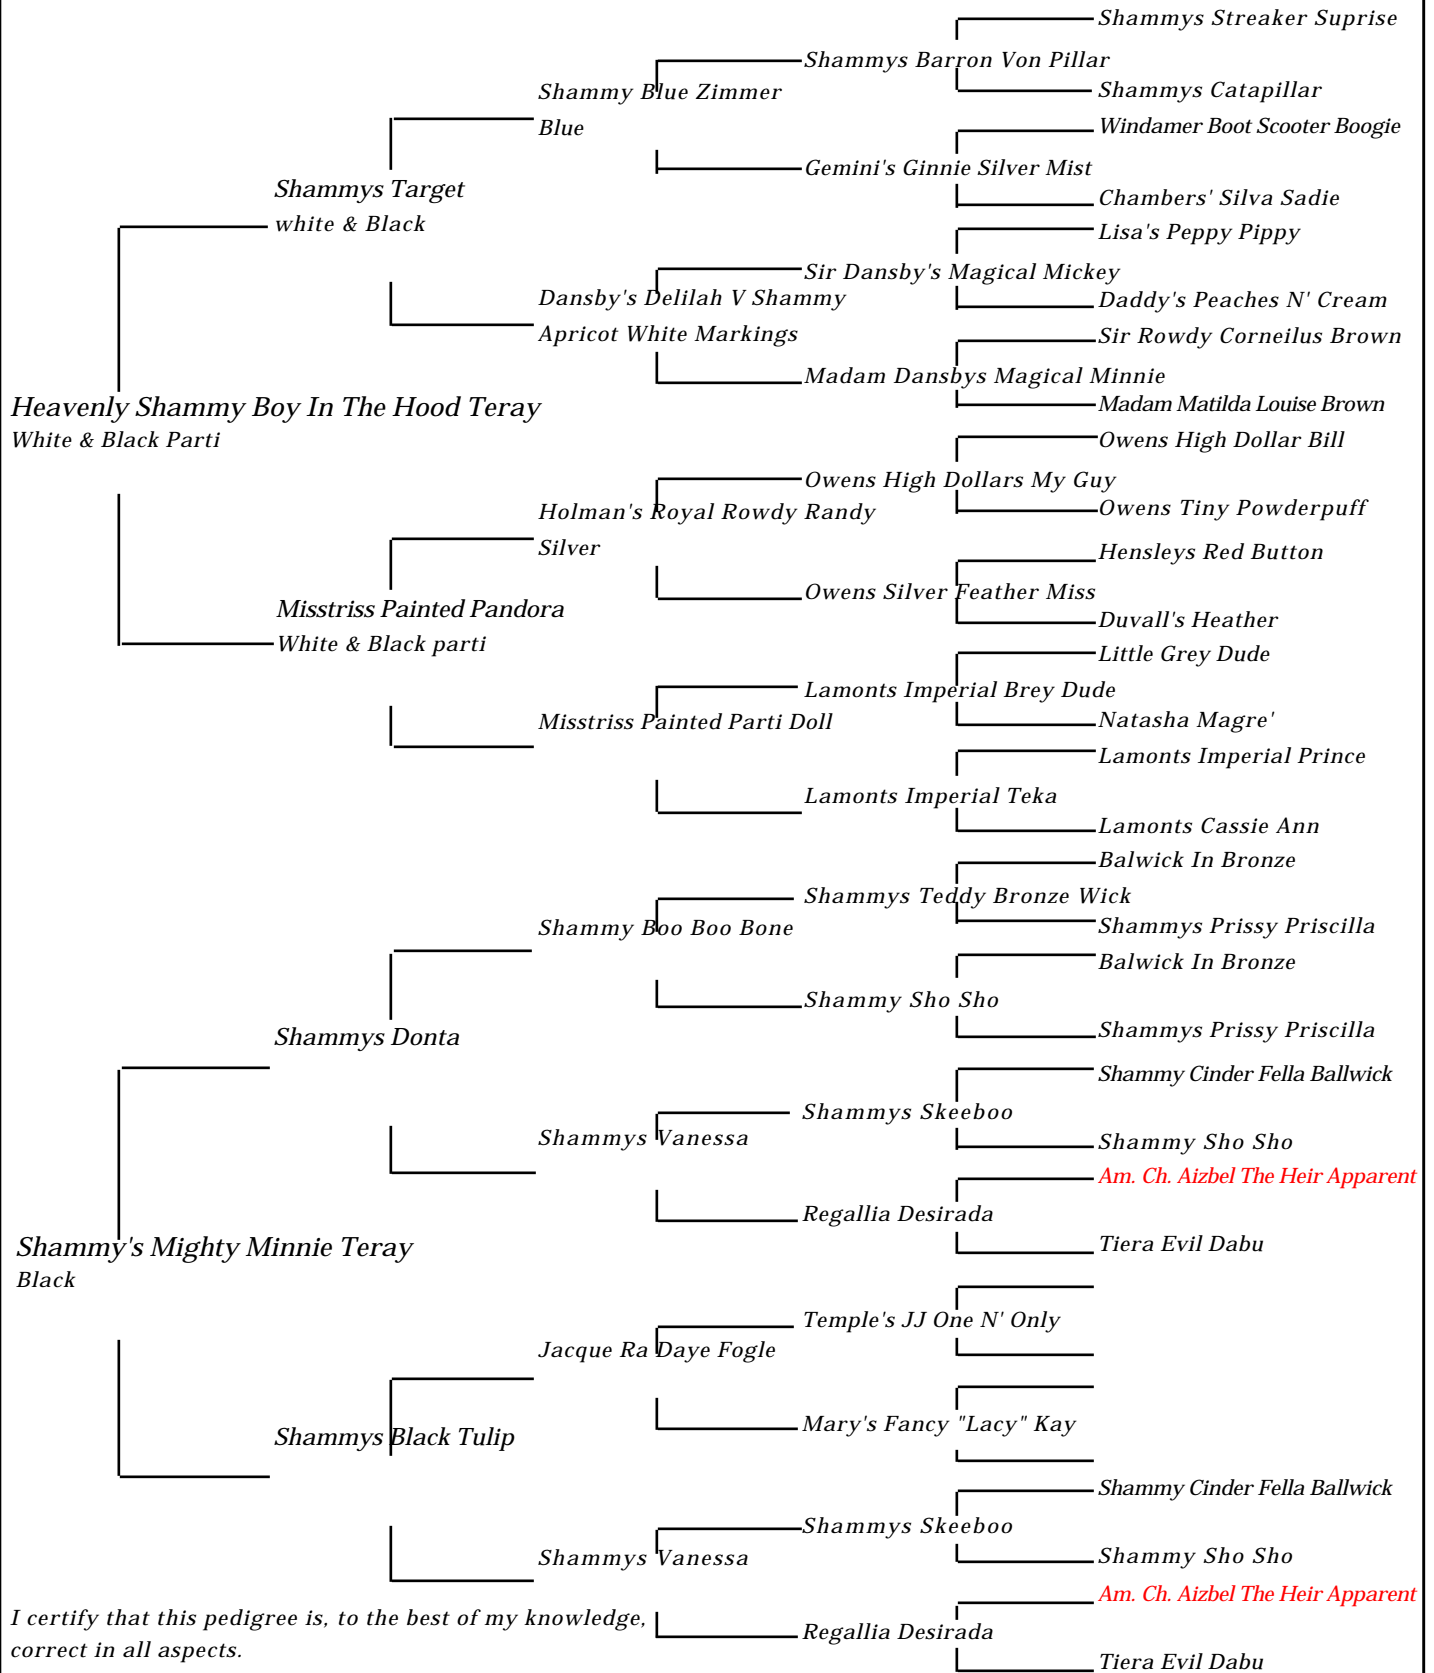 Shammys Streaker Suprise
Shammys Barron Von Pillar
Shammy Blue Zimmer
Shammys Catapillar
Blue
Windamer Boot Scooter Boogie
Gemini's Ginnie Silver Mist
Shammys Target
Chambers' Silva Sadie
white & Black
Lisa's Peppy Pippy
Sir Dansby's Magical Mickey
Dansby's Delilah V Shammy
Daddy's Peaches N' Cream
Apricot White Markings
Sir Rowdy Corneilus Brown
Madam Dansbys Magical Minnie
Heavenly Shammy Boy In The Hood Teray
Madam Matilda Louise Brown
White & Black Parti
Owens High Dollar Bill
Owens High Dollars My Guy
Holman's Royal Rowdy Randy
Owens Tiny Powderpuff
Silver
Hensleys Red Button
Owens Silver Feather Miss
Misstriss Painted Pandora
Duvall's Heather
White & Black parti
Little Grey Dude
Lamonts Imperial Brey Dude
Misstriss Painted Parti Doll
Natasha Magre'
Lamonts Imperial Prince
Lamonts Imperial Teka
Lamonts Cassie Ann
Balwick In Bronze
Shammys Teddy Bronze Wick
Shammy Boo Boo Bone
Shammys Prissy Priscilla
Balwick In Bronze
Shammy Sho Sho
Shammys Donta
Shammys Prissy Priscilla
Shammy Cinder Fella Ballwick
Shammys Skeeboo
Shammys Vanessa
Shammy Sho Sho
Am. Ch. Aizbel The Heir Apparent
Regallia Desirada
Shammy's Mighty Minnie Teray
Tiera Evil Dabu
Black
Temple's JJ One N' Only
Jacque Ra Daye Fogle
Mary's Fancy "Lacy" Kay
Shammys Black Tulip
Shammy Cinder Fella Ballwick
Shammys Skeeboo
Shammys Vanessa
Shammy Sho Sho
Am. Ch. Aizbel The Heir Apparent
I certify that this pedigree is, to the best of my knowledge,
Regallia Desirada
correct in all aspects.
Tiera Evil Dabu